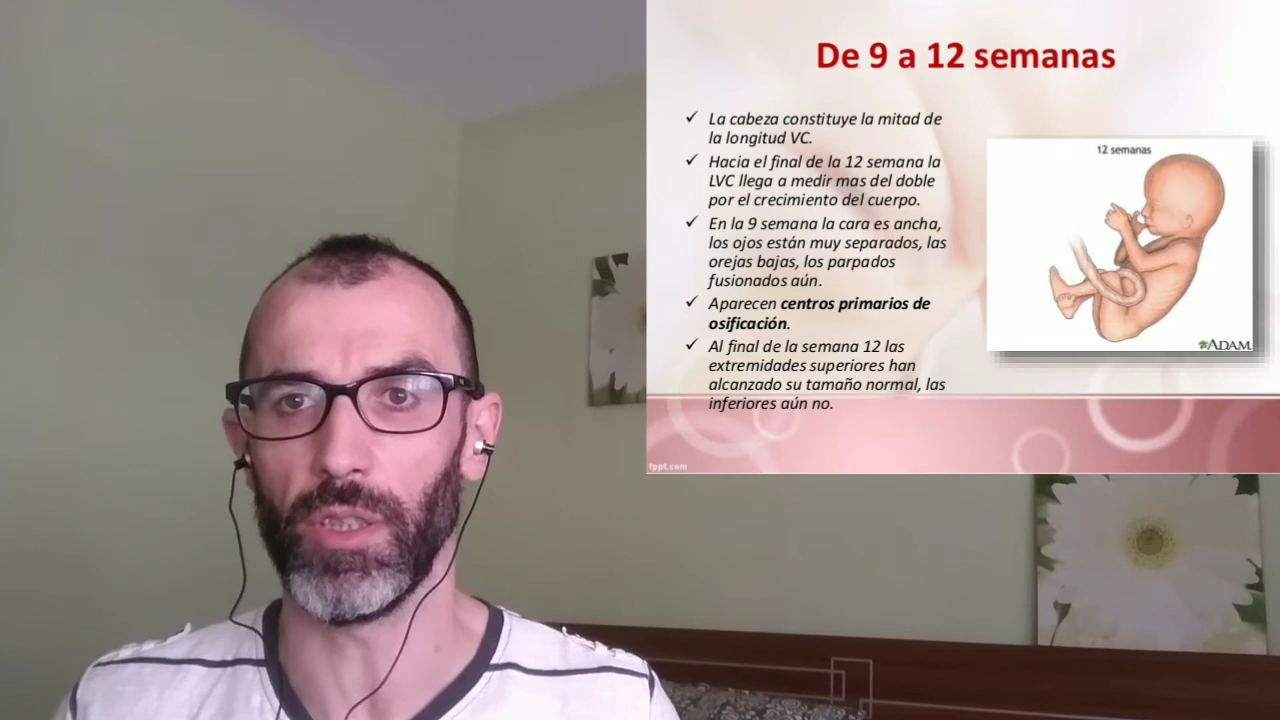 De 9 a 12 semanas
✓ La cabeza constituye la mitad de
la longitud VC.
✓ Hacia el final de la 12 semana la
LVC llega a medir mas del doble
por el crecimiento del cuerpo.
✓ En la 9 semana la cara es ancha,
los ojos están muy separados, las
orejas bajas, los parpados
fusionados aún.
✓ Aparecen centros primarios de
osificación.
✓ Al final de la semana 12 las
extremidades superiores han
alcanzado su tamaño normal, las
inferiores aún no.
12 semanas
ADAM
fppt.com